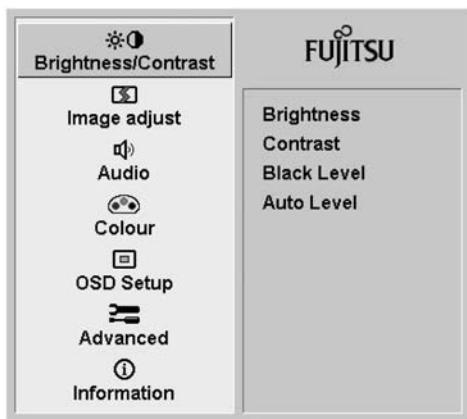 Brightness/Contrast
Image adjust
Audio
Colour
OSD Setup
Advanced
Information
FUJITSU
Brightness
Contrast
Black Level
Auto Level